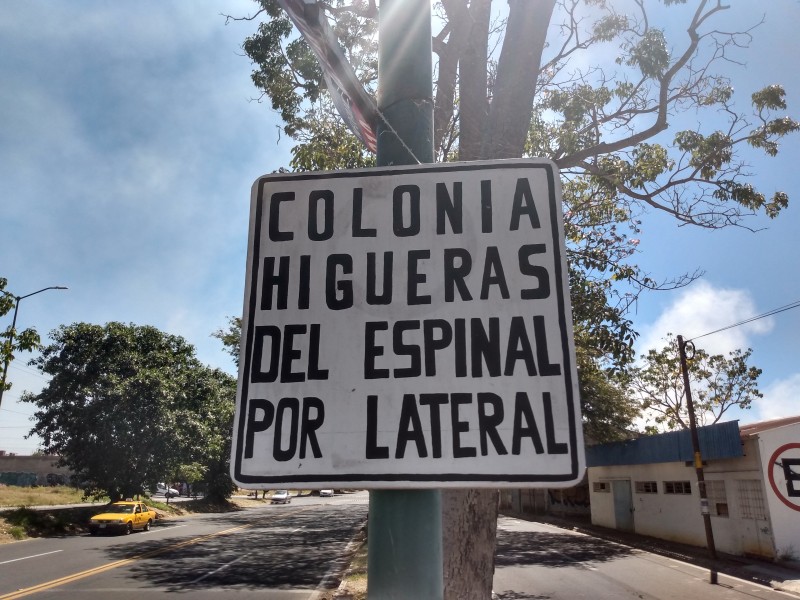 COLONIA
HIGUERAS
DEL ESPINAL
POR LATERAL
E